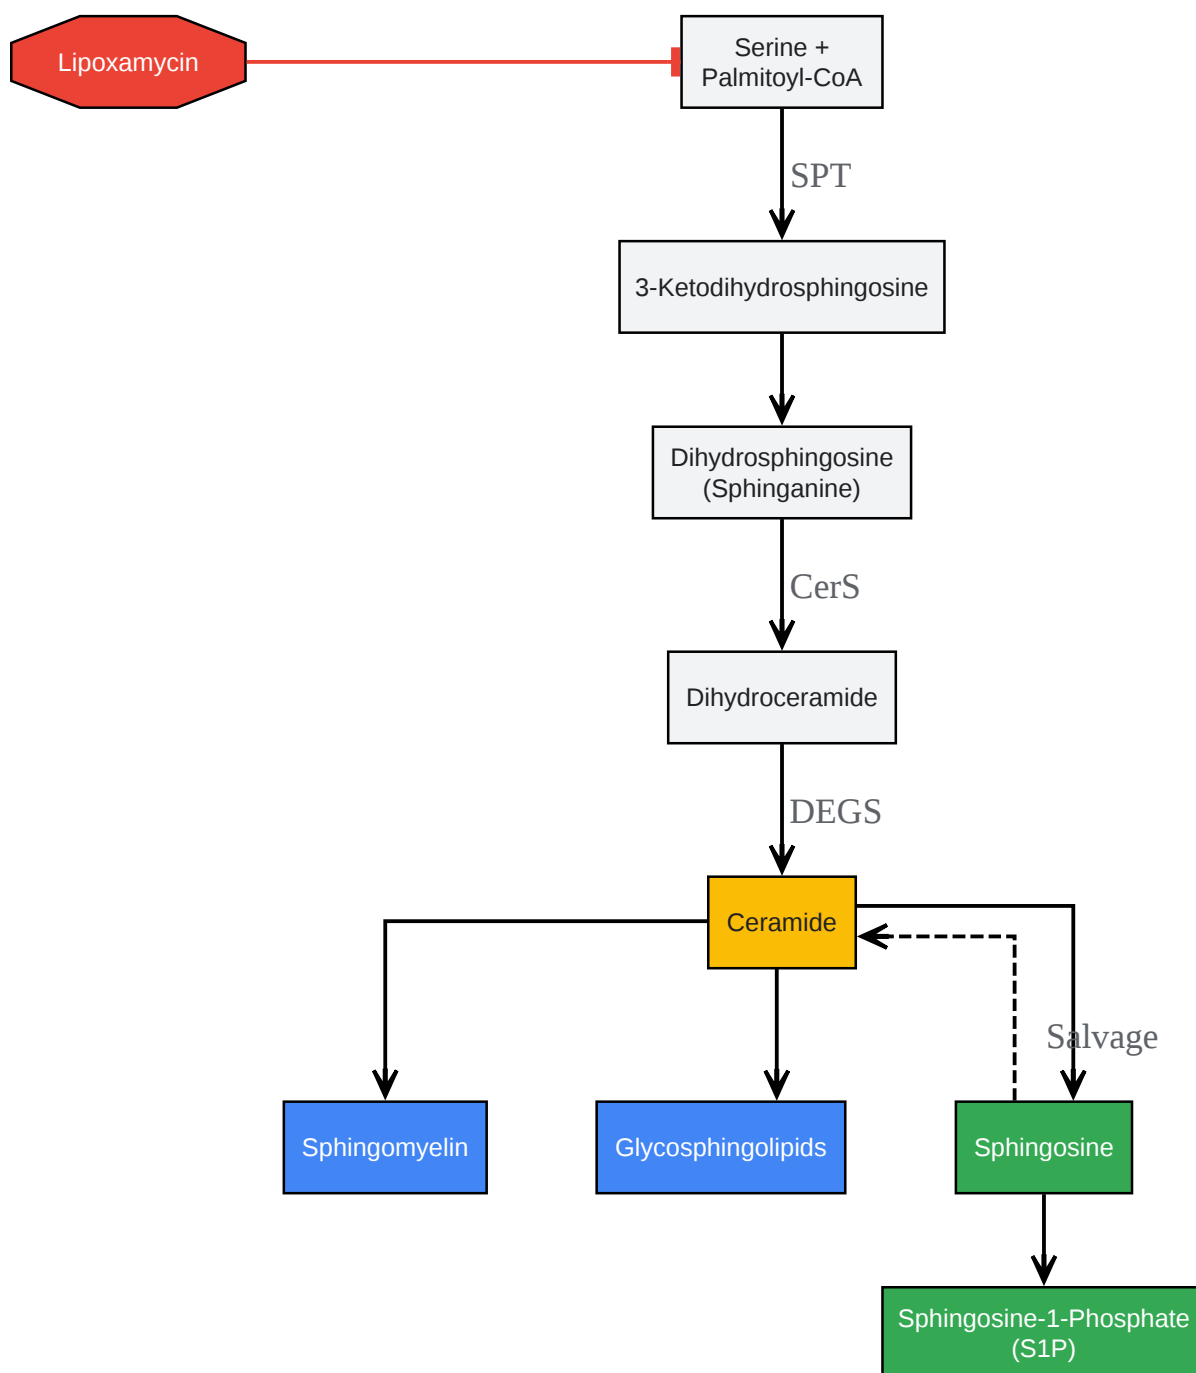 Lipoxamycin
Serine +
Palmitoyl-CoA
SPT
3-Ketodihydrosphingosine
Dihydrosphingosine
(Sphinganine)
CerS
Dihydroceramide
DEGS
Ceramide
Salvage
Sphingomyelin
Glycosphingolipids
Sphingosine
Sphingosine-1-Phosphate
(S1P)